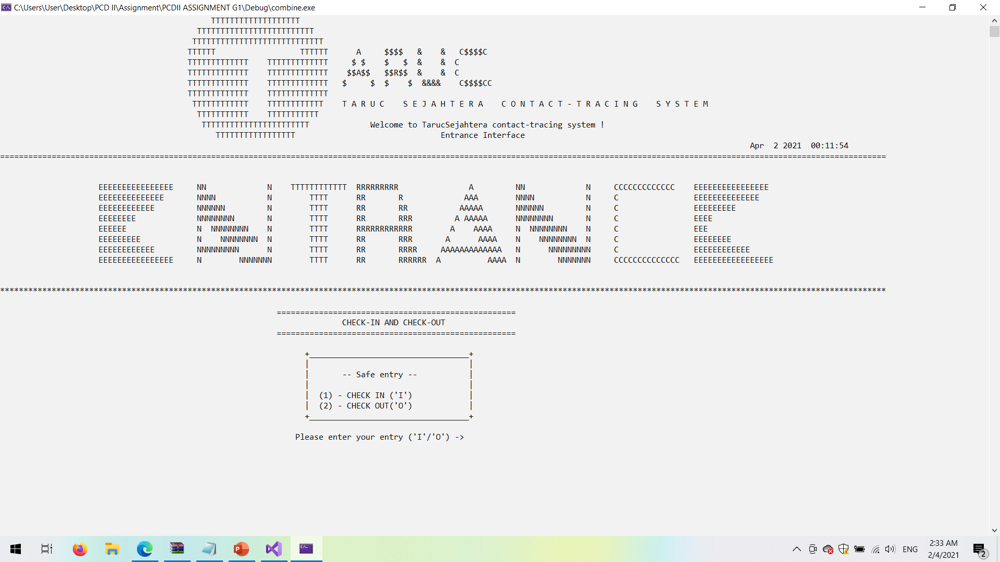 C:\Users\User\Desktop\PCD II\Assignment\PCDII ASSIGNMENT G1\Debug\combine.exe
TTTTTTTTTTTTTTTTTTT
TTTTTTTTTTTTTTTTTTTTTTTTT
TTTTTTTTTTTTTTTTTTTTTTTTTTTT
TTTTTT                  TTTTTT      A     $$$$   &    &   C$$$$C
TTTTTTTTTTTTT    TTTTTTTTTTTTT     $ $    $   $  &    &  C
TTTTTTTTTTTTT    TTTTTTTTTTTTT    $$A$$   $$R$$  &    &  C
TTTTTTTTTTTTT    TTTTTTTTTTTTT   $     $  $    $  &&&&    C$$$$CC
TTTTTTTTTTTTT    TTTTTTTTTTTTT
TTTTTTTTTTTT    TTTTTTTTTTTT    T A R U C    S E J A H T E R A    C O N T A C T - T R A C I N G    S Y S T E M
TTTTTTTTTTT    TTTTTTTTTTT
TTTTTTTTTTTTTTTTTTTTTTT             Welcome to TarucSejahtera contact-tracing system !
TTTTTTTTTTTTTTTTT                               Entrance Interface
Apr  2 2021  00:11:54
=============================================================================================================================================================================================
EEEEEEEEEEEEEEEE     NN             N    TTTTTTTTTTTT  RRRRRRRRR               A         NN             N     CCCCCCCCCCCCC    EEEEEEEEEEEEEEEE
EEEEEEEEEEEEEE       NNNN           N        TTTT      RR       R             AAA        NNNN           N     C                EEEEEEEEEEEEEE
EEEEEEEEEEEE         NNNNNN         N        TTTT      RR       RR           AAAAA       NNNNNN         N     C                EEEEEEEEE
EEEEEEEE             NNNNNNNN       N        TTTT      RR       RRR         A AAAAA      NNNNNNNN       N     C                EEEE
EEEEEE               N  NNNNNNNN    N        TTTT      RRRRRRRRRRRR        A    AAAA     N  NNNNNNNN    N     C                EEE
EEEEEEEEE            N    NNNNNNNN  N        TTTT      RR       RRR       A      AAAA    N    NNNNNNNN  N     C                EEEEEEEE
EEEEEEEEEEEE         NNNNNNNNN      N        TTTT      RR       RRRR     AAAAAAAAAAAAA   N      NNNNNNNNN     C                EEEEEEEEEEEE
EEEEEEEEEEEEEEEE     N        NNNNNNN        TTTT      RR       RRRRRR  A          AAAA  N        NNNNNNN     CCCCCCCCCCCCCC   EEEEEEEEEEEEEEEEE
*********************************************************************************************************************************************************************************************
===================================================
CHECK-IN AND CHECK-OUT
===================================================
+__________________________________+
|                                  |
|       -- Safe entry --           |
|                                  |
|  (1) - CHECK IN ('I')            |
|  (2) - CHECK OUT('O')            |
+__________________________________+
Please enter your entry ('I'/'O') ->
ENG
2:33 AM
2/4/2021
2